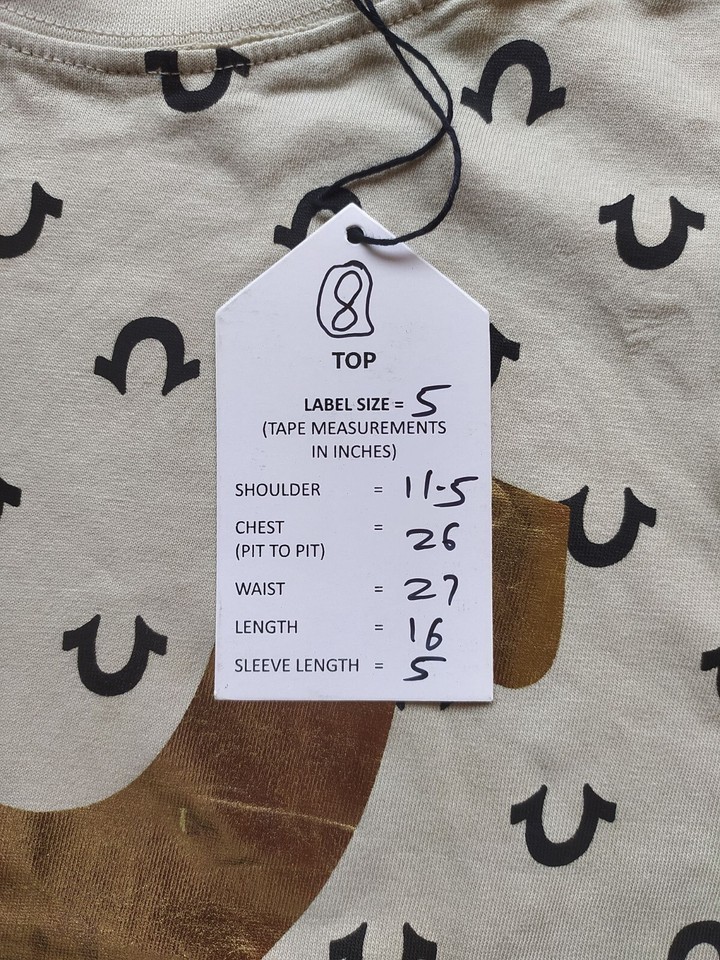 8
TOP
LABEL SIZE = 5
(TAPE MEASUREMENTS
IN INCHES)
SHOULDER = 11-5
CHEST = 26
(PIT TO PIT)
WAIST = 27
LENGTH = 16
SLEEVE LENGTH = 5